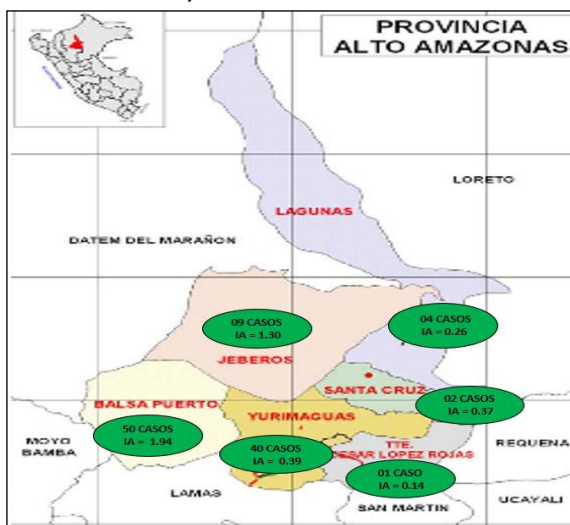 PROVINCIA
ALTO AMAZONAS
LORETO
LAGUNAS
DATEM DEL MARAÑON
09 CASOS
IA = 1.30
04 CASOS
IA = 0.26
JEBEROS
SANTA CRUZ
BALSA PUERTO
02 CASOS
IA = 0.37
YURIMAGUAS
50 CASOS
IA = 1.94
MOYO
BAMBA
40 CASOS
IA = 0.39
TTE.
CESAR LOPEZ ROJAS
REQUENA
01 CASO
IA = 0.14
LAMAS
SAN MARTIN
UCAYALI